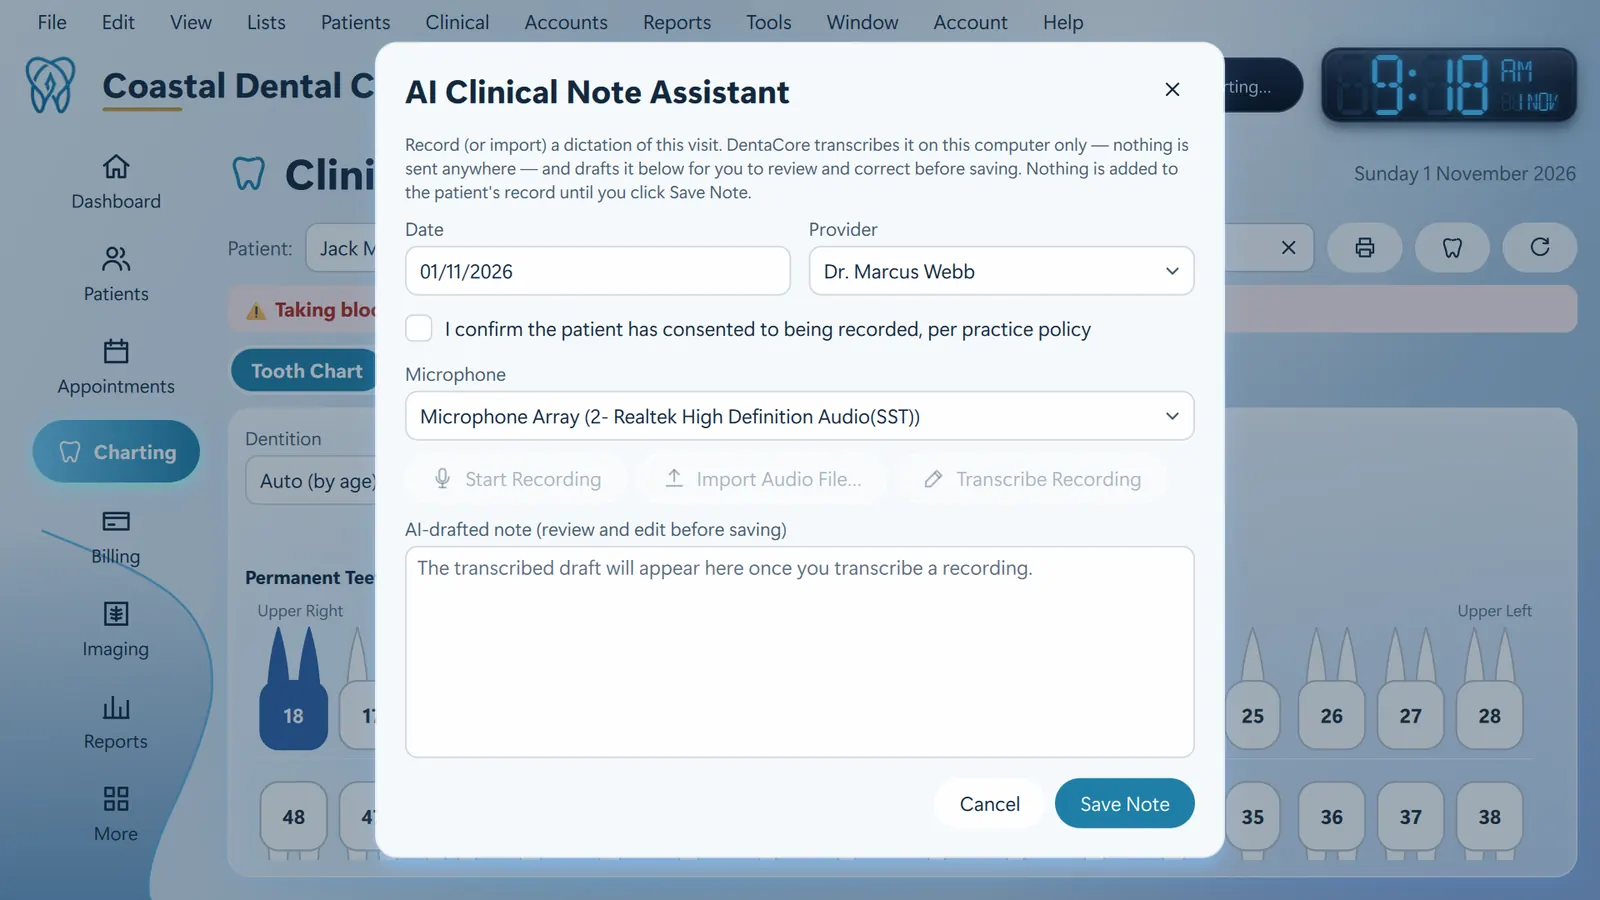 File Edit View Lists Patients Clinical Accounts Reports Tools Window Account Help
Coastal Dental C
9:18 AM
1 NOV
Sunday 1 November 2026
Dashboard
Patients
Appointments
Charting
Billing
Imaging
Reports
More
Clini
Patient: Jack M
Taking bloo
Tooth Chart
Dentition
Auto (by age)
Permanent Tee
Upper Right
Upper Left
18
25 26 27 28
48
35 36 37 38
AI Clinical Note Assistant
Record (or import) a dictation of this visit. DentaCore transcribes it on this computer only — nothing is
sent anywhere — and drafts it below for you to review and correct before saving. Nothing is added to
the patient's record until you click Save Note.
Date
01/11/2026
Provider
Dr. Marcus Webb
I confirm the patient has consented to being recorded, per practice policy
Microphone
Microphone Array (2- Realtek High Definition Audio(SST))
Start Recording Import Audio File... Transcribe Recording
AI-drafted note (review and edit before saving)
The transcribed draft will appear here once you transcribe a recording.
Cancel Save Note